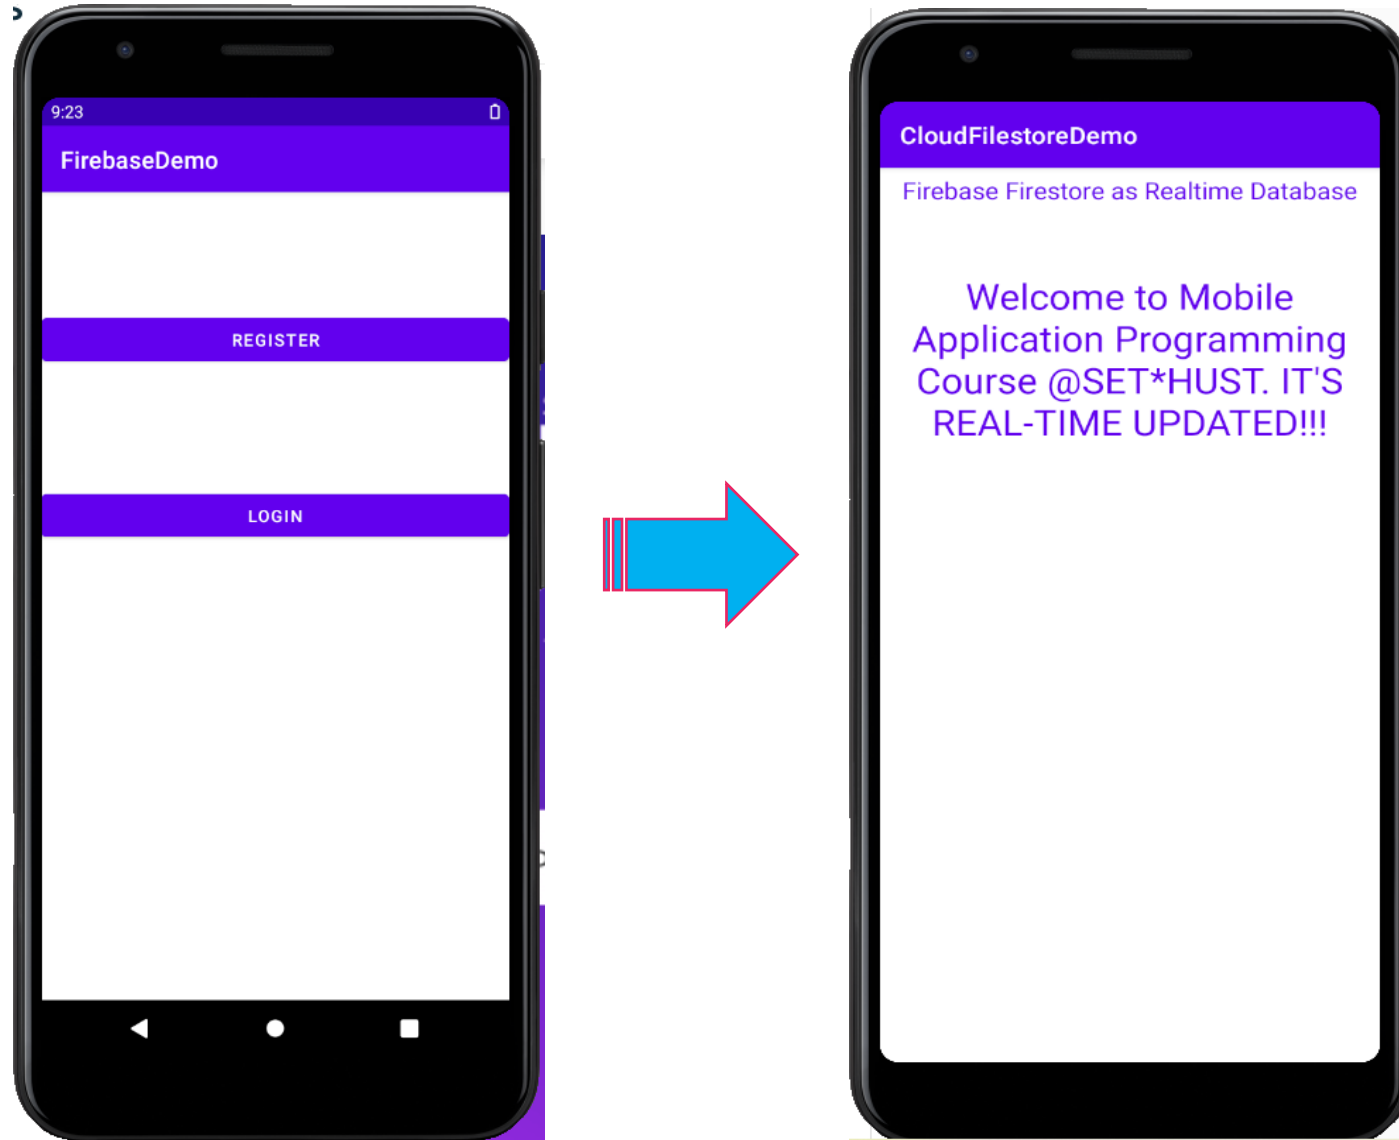 9:23
FirebaseDemo
REGISTER
LOGIN
CloudFilestoreDemo
Firebase Firestore as Realtime Database
Welcome to Mobile
Application Programming
Course @SET*HUST. IT'S
REAL-TIME UPDATED!!!